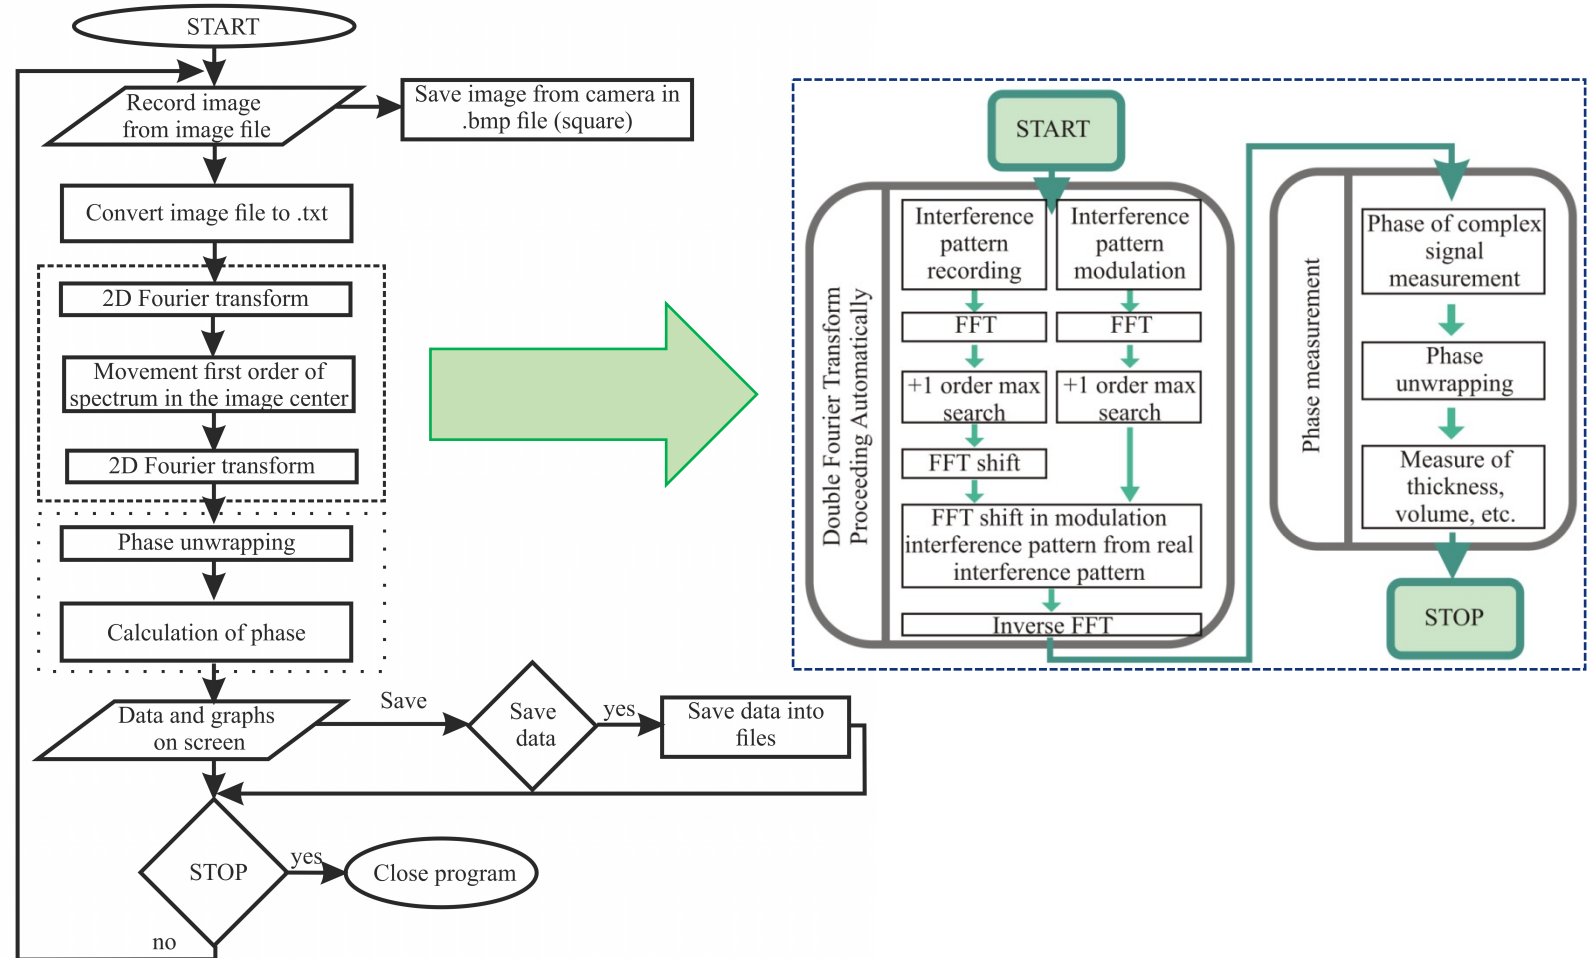 START
Record image
from image file
Save image from camera in
.bmp file (square)
Convert image file to .txt
2D Fourier transform
Movement first order of
spectrum in the image center
2D Fourier transform
Phase unwrapping
Calculation of phase
Data and graphs
on screen
Save
Save
data
yes
Save data into
files
STOP
yes
Close program
no
START
Double Fourier Transform
Proceeding Automatically
Interference
pattern
recording
Interference
pattern
modulation
FFT
FFT
+1 order max
search
+1 order max
search
FFT shift
FFT shift in modulation
interference pattern from real
interference pattern
Inverse FFT
Phase measurement
Phase of complex
signal
measurement
Phase
unwrapping
Measure of
thickness,
volume, etc.
STOP